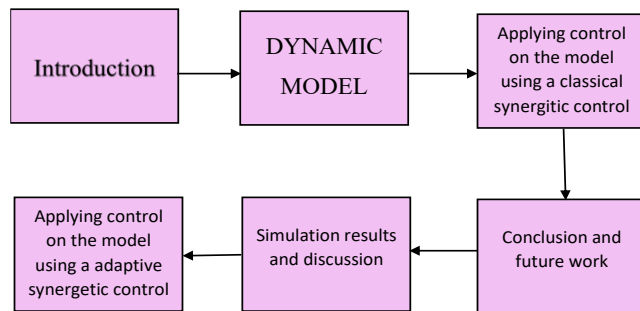 Introduction
DYNAMIC
MODEL
Applying control
on the model
using a classical
synergitic control
Applying control
on the model
using a adaptive
synergetic control
Simulation results
and discussion
Conclusion and
future work